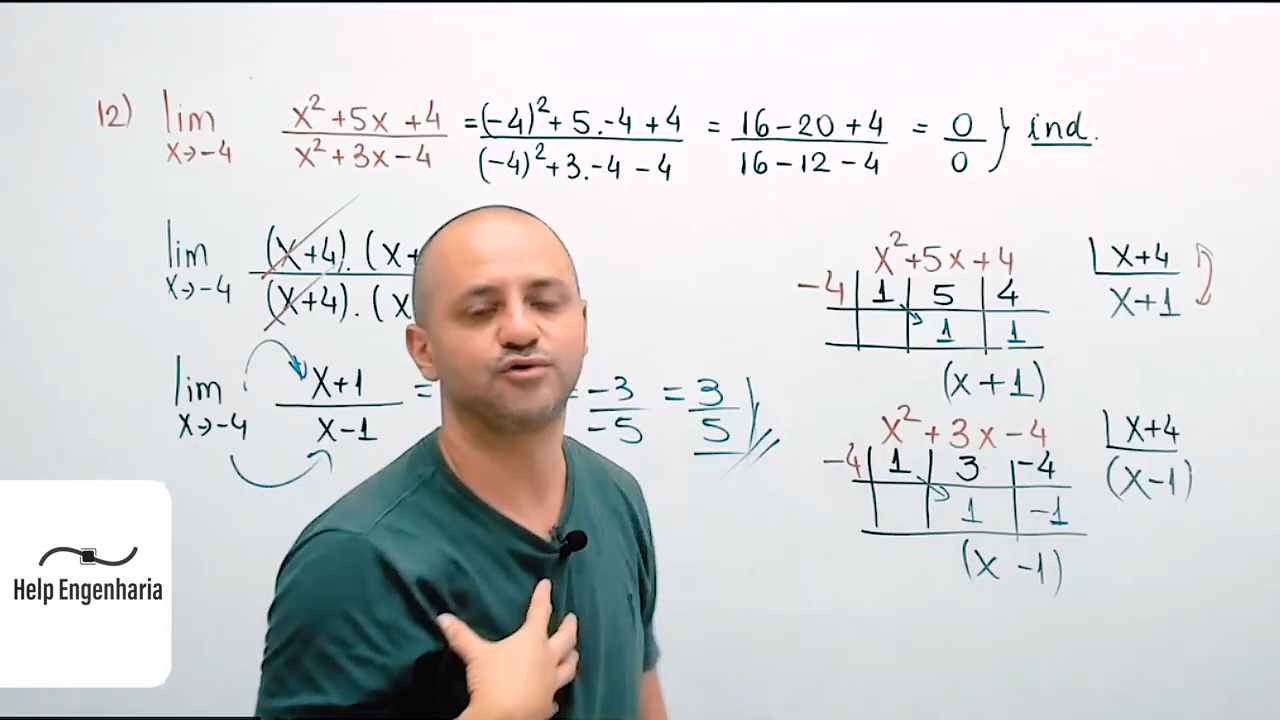 12) lim x→-4 x²+5x+4 / x²+3x-4 = (-4)²+5.-4+4 / (-4)²+3.-4-4 = 16-20+4 / 16-12-4 = 0/0 } ind.
lim x→-4 (x+4).(x+ / (x+4).(x
lim x→-4 x+1 / x-1 = = -3/-5 = 3/5
x²+5x+4 | x+4
-4 | 1 | 5 | 4 x+1
1 | 1
(x+1)
x²+3x-4 | x+4
-4 | 1 | 3 | -4 (x-1)
1 | -1
(x-1)
Help Engenharia